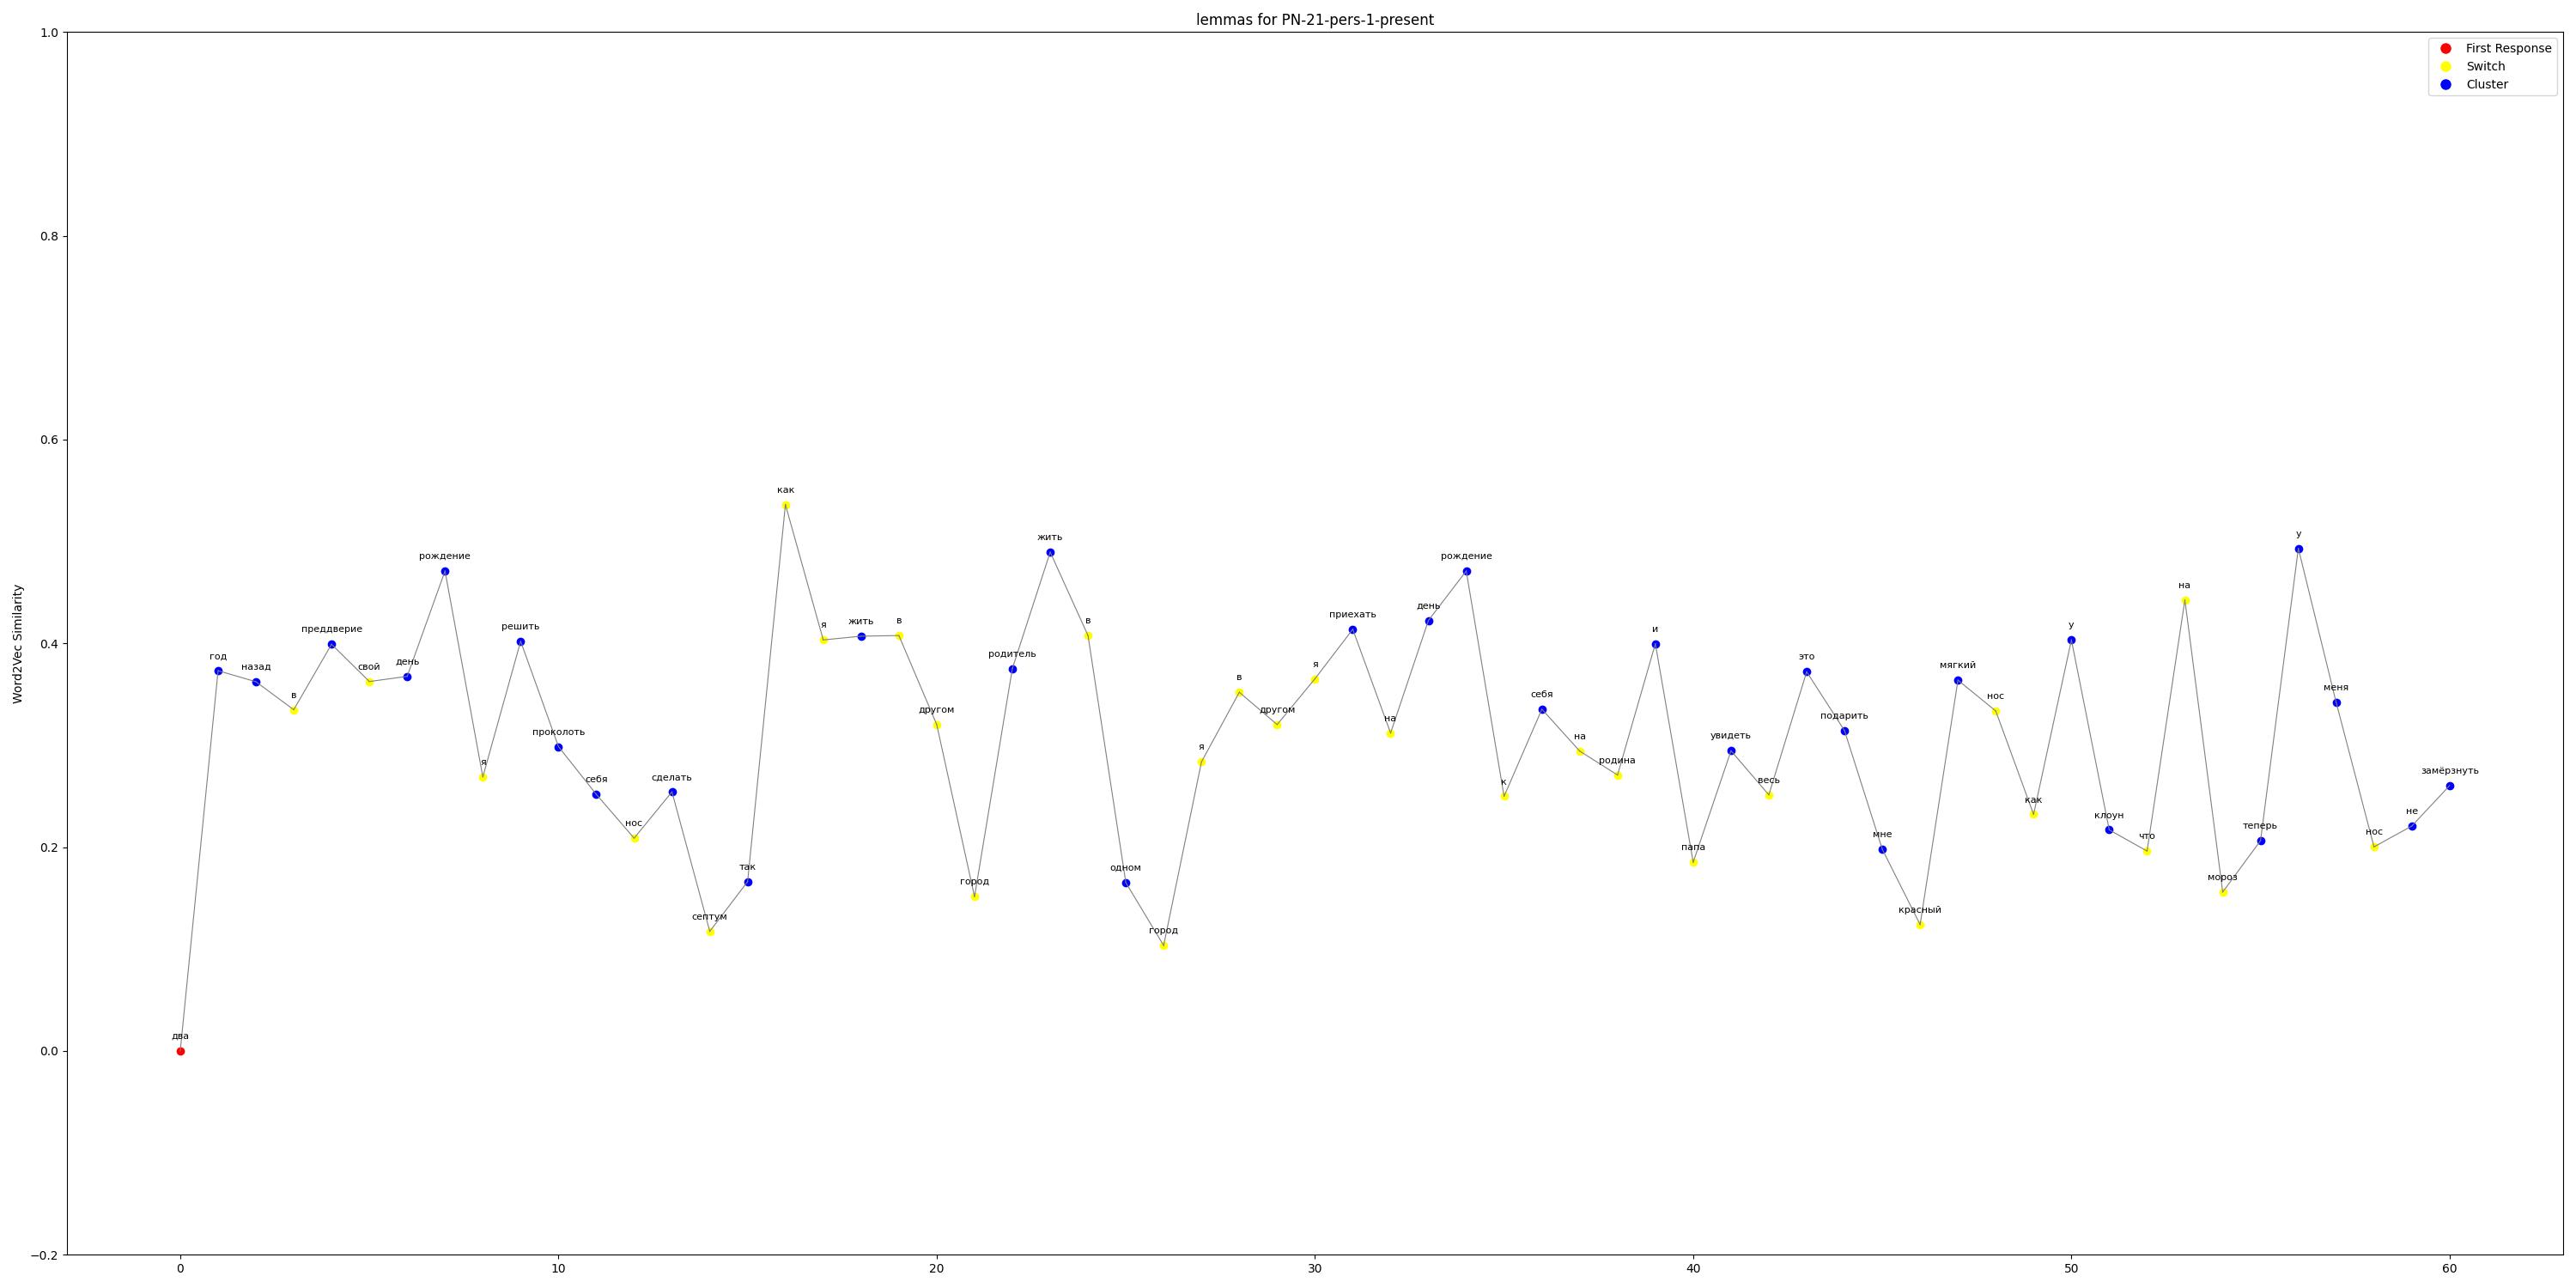 lemmas for PN-21-pers-1-present
First Response
Switch
Cluster
Word2Vec Similarity
1.0
0.8
0.6
0.4
0.2
0.0
−0.2
0
10
20
30
40
50
60
два
год
назад
в
преддверие
свой
день
рождение
я
решить
проколоть
себя
нос
сделать
септум
так
как
я
жить
в
другом
город
родитель
жить
в
одном
город
я
в
другом
я
приехать
на
день
рождение
к
себя
на
родина
и
папа
увидеть
весь
это
подарить
мне
красный
мягкий
нос
как
у
клоун
что
на
мороз
теперь
у
меня
нос
не
замёрзнуть